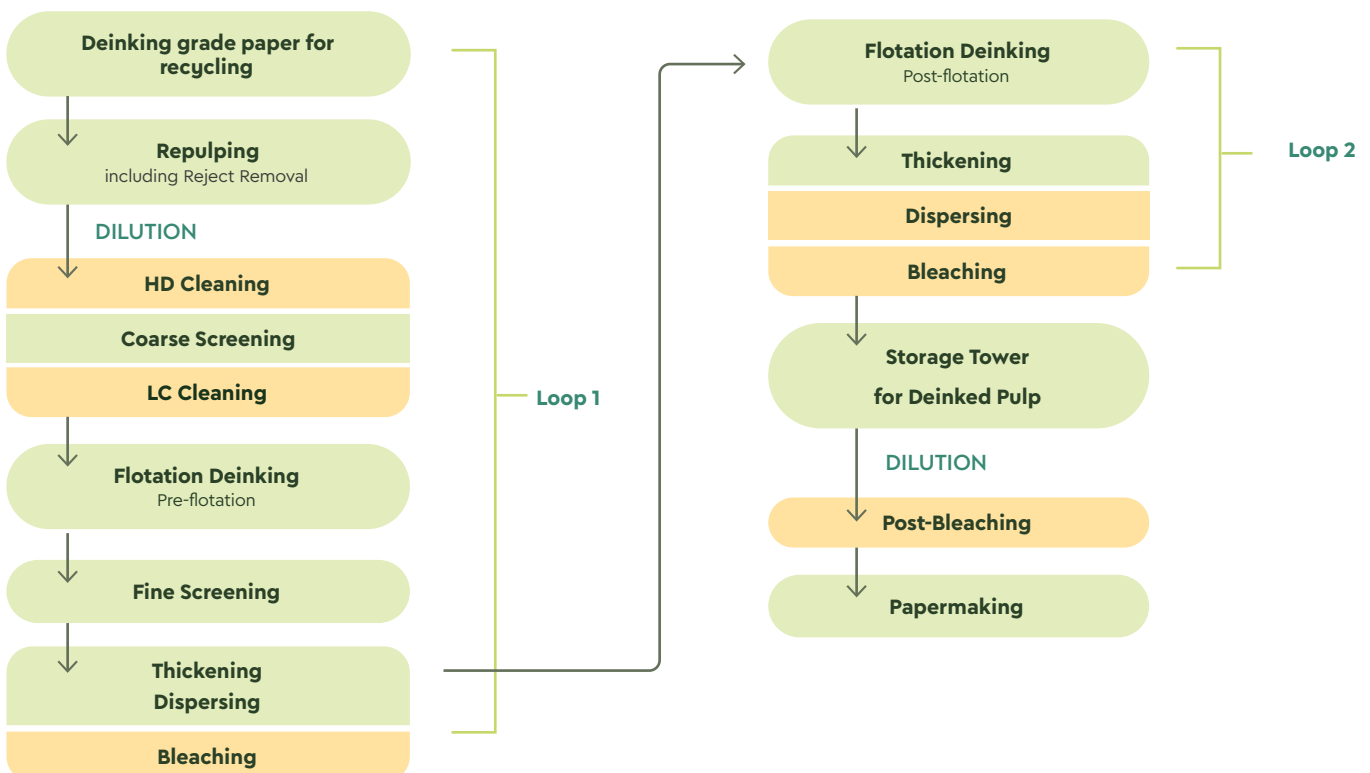 Deinking grade paper for
recycling
Repulping
including Reject Removal
DILUTION
HD Cleaning
Coarse Screening
LC Cleaning
Flotation Deinking
Pre-flotation
Fine Screening
Thickening
Dispersing
Bleaching
Loop 1
Flotation Deinking
Post-flotation
Thickening
Dispersing
Bleaching
Loop 2
Storage Tower
for Deinked Pulp
DILUTION
Post-Bleaching
Papermaking